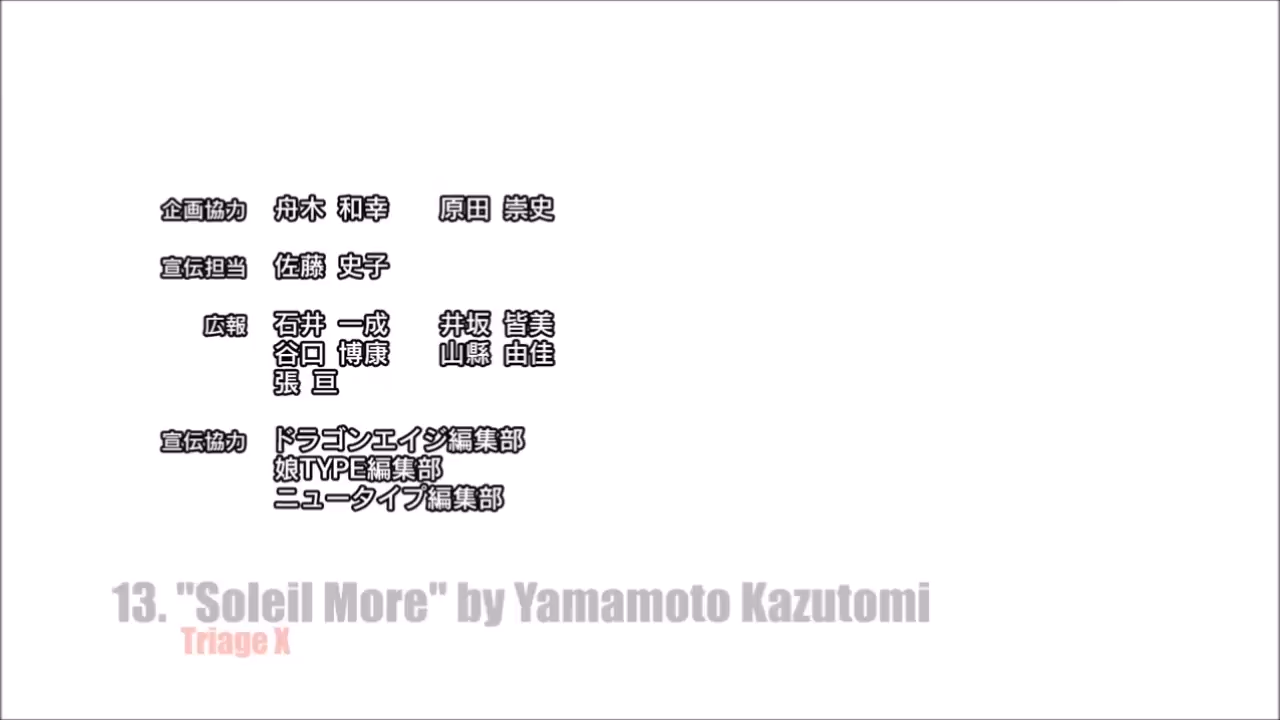 企画協力 舟木 和幸 原田 崇史
宣伝担当 佐藤 史子
広報 石井 一成 井坂 皆美
谷口 博康 山縣 由佳
張 亘
宣伝協力 ドラゴンエイジ編集部
娘TYPE編集部
ニュータイプ編集部
13. "Soleil More" by Yamamoto Kazutomi
Triage X